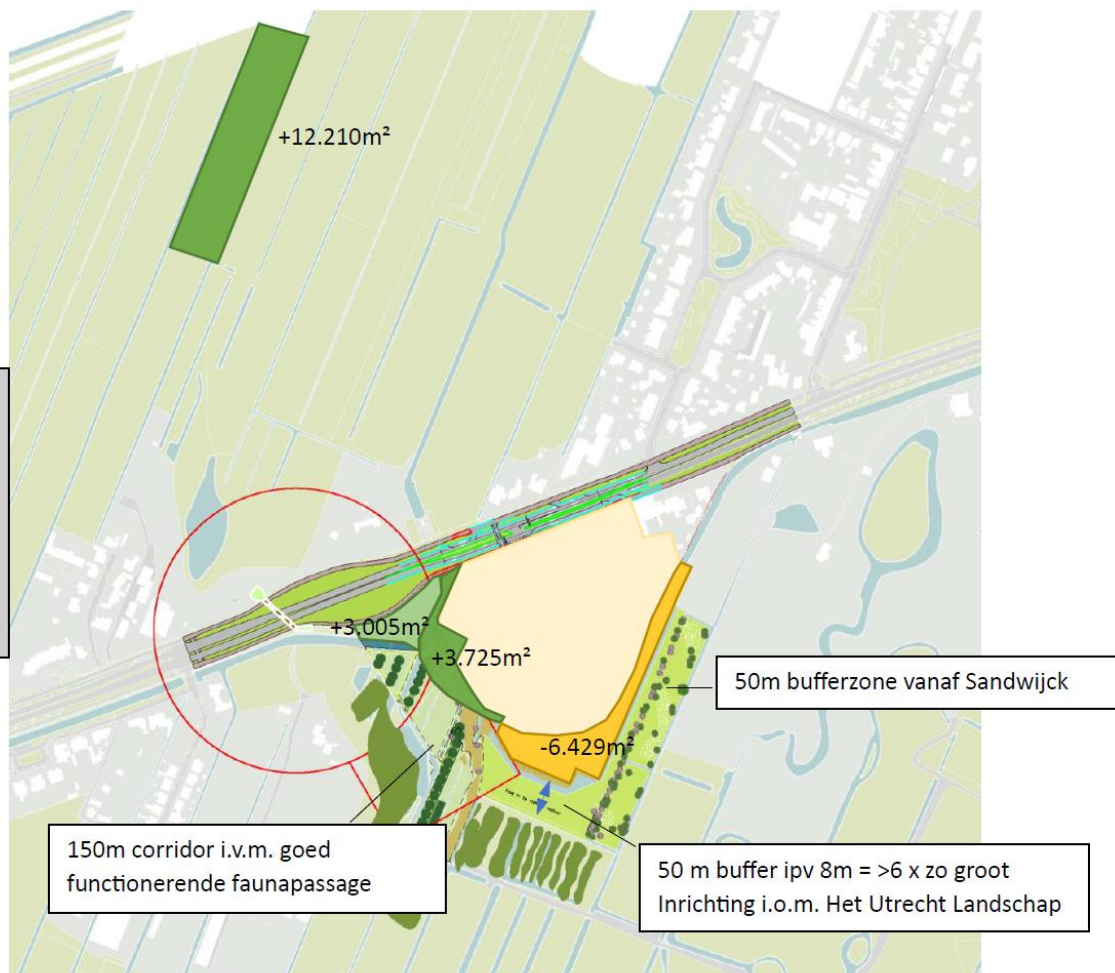 +12.210m²
+3.005m²
+3.725m²
-6.429m²
50m bufferzone vanaf Sandwijck
150m corridor i.v.m. goed
functionerende faunapassage
50 m buffer ipv 8m = >6 x zo groot
Inrichting i.o.m. Het Utrecht Landschap